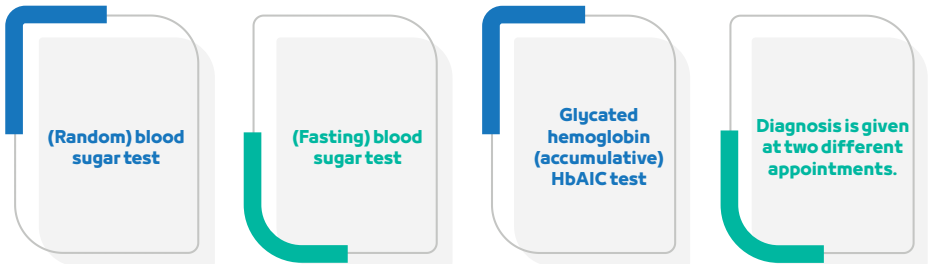 (Random) blood
sugar test
(Fasting) blood
sugar test
Glycated
hemoglobin
(accumulative)
HbAIC test
Diagnosis is given
at two different
appointments.